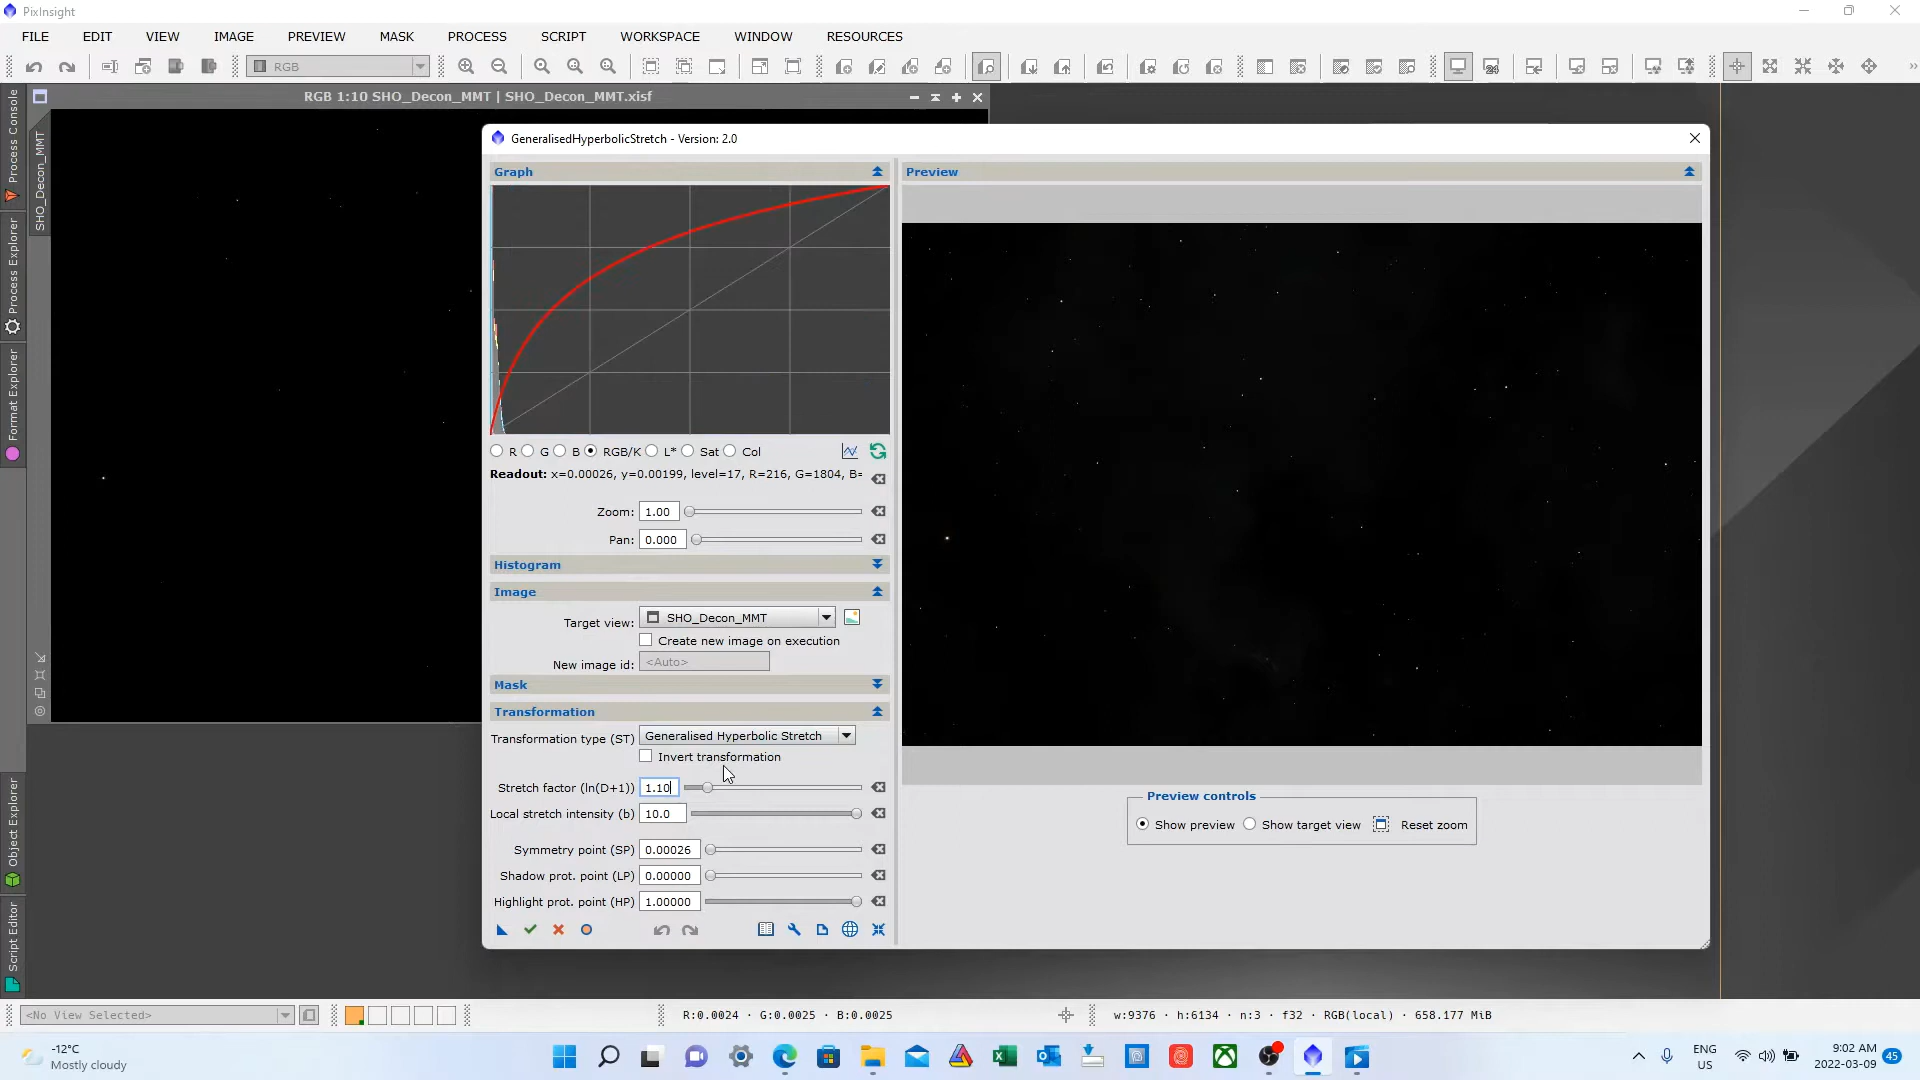 PixInsight
FILE EDIT VIEW IMAGE PREVIEW MASK PROCESS SCRIPT WORKSPACE WINDOW RESOURCES
RGB
RGB 1:10 SHO_Decon_MMT | SHO_Decon_MMT.xisf
Process Console
Process Explorer
Format Explorer
Object Explorer
Script Editor
SHO_Decon_MMT
GeneralisedHyperbolicStretch - Version: 2.0
Graph
Preview
R G B RGB/K L* Sat Col
Readout: x=0.00026, y=0.00199, level=17, R=216, G=1804, B=
Zoom: 1.00
Pan: 0.000
Histogram
Image
Target view: SHO_Decon_MMT
Create new image on execution
New image id: <Auto>
Mask
Transformation
Transformation type (ST) Generalised Hyperbolic Stretch
Invert transformation
Stretch factor (ln(D+1)) 1.10
Local stretch intensity (b) 10.0
Symmetry point (SP) 0.00026
Shadow prot. point (LP) 0.00000
Highlight prot. point (HP) 1.00000
Preview controls
Show preview Show target view Reset zoom
<No View Selected>
R:0.0024 · G:0.0025 · B:0.0025
w:9376 · h:6134 · n:3 · f32 · RGB(local) · 658.177 MiB
-12°C
Mostly cloudy
ENG
US
9:02 AM
2022-03-09
45